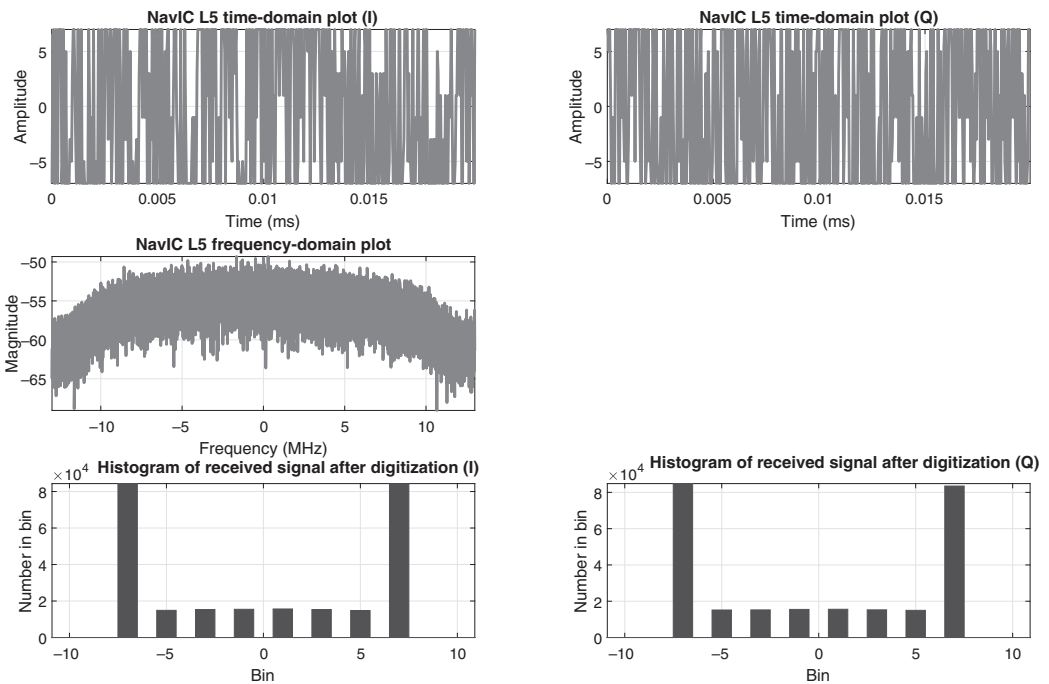 NavIC L5 time-domain plot (I)
Amplitude
5
0
−5
0 0.005 0.01 0.015
Time (ms)
NavIC L5 time-domain plot (Q)
Amplitude
5
0
−5
0 0.005 0.01 0.015
Time (ms)
NavIC L5 frequency-domain plot
Magnitude
−50
−55
−60
−65
−10 −5 0 5 10
Frequency (MHz)
×10⁴ Histogram of received signal after digitization (I)
Number in bin
8
6
4
2
0
−10 −5 0 5 10
Bin
×10⁴ Histogram of received signal after digitization (Q)
Number in bin
8
6
4
2
0
−10 −5 0 5 10
Bin